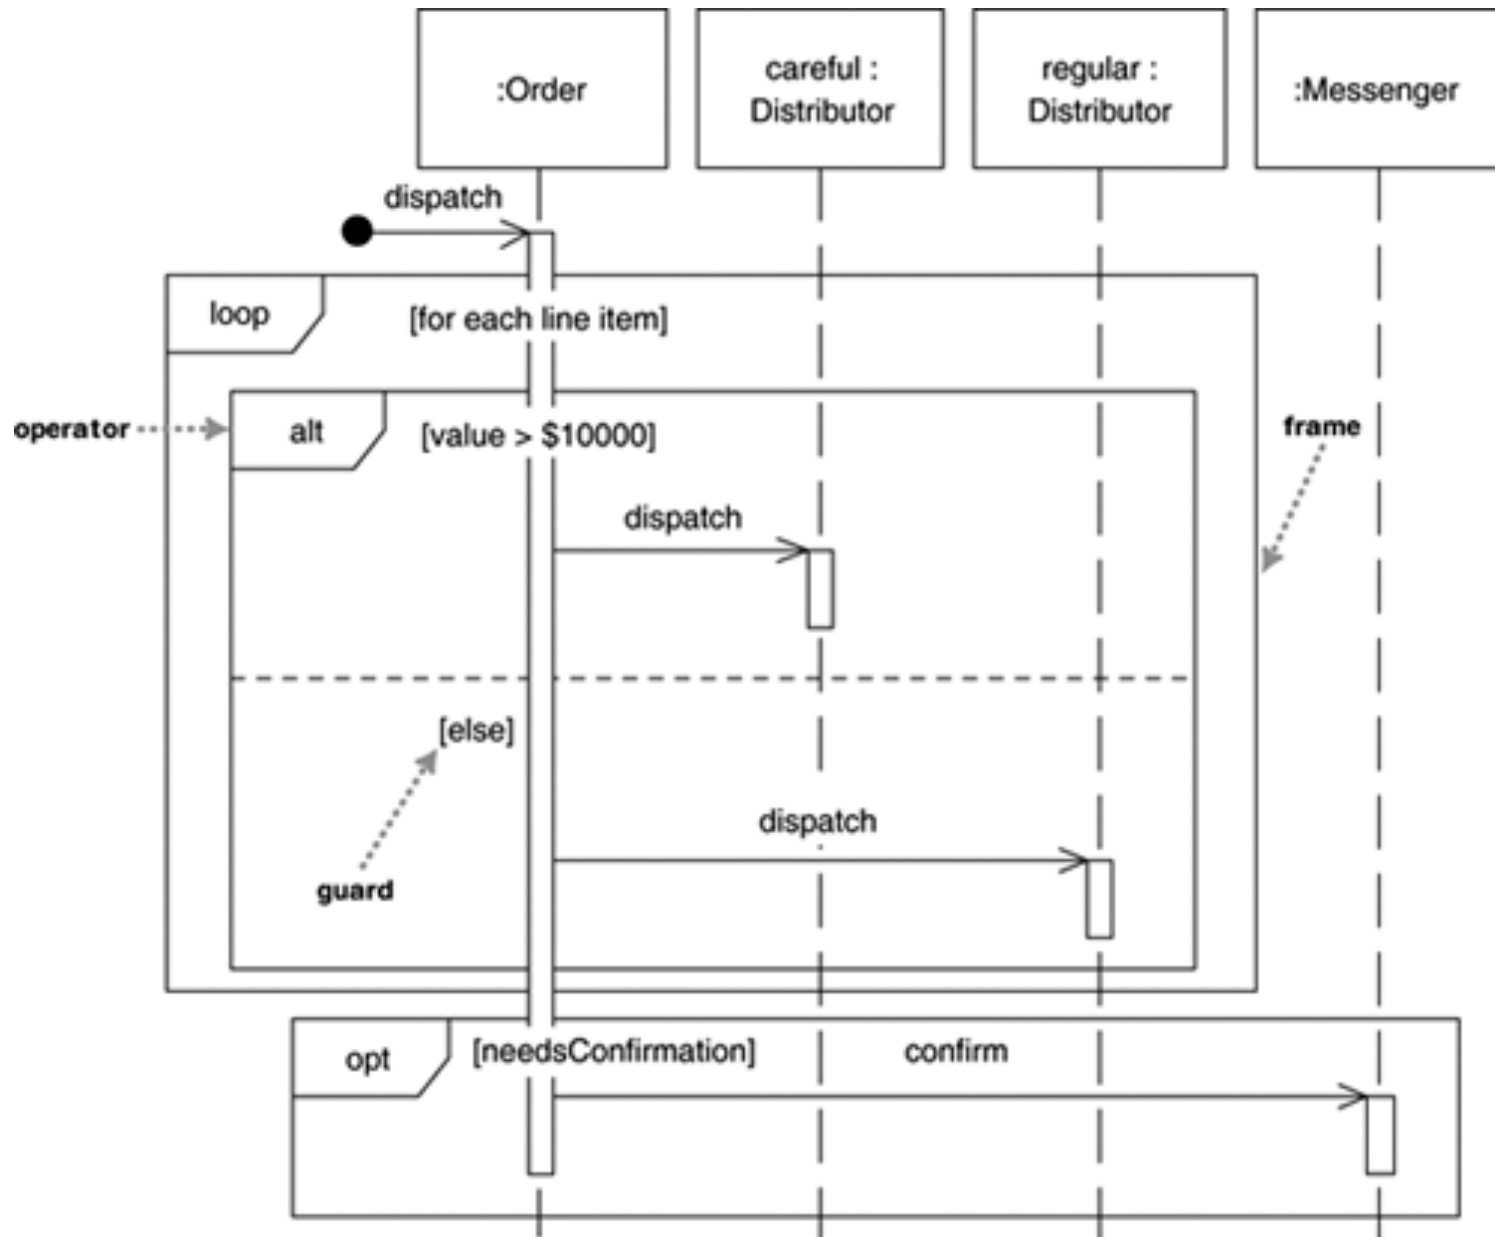 :Order
careful :
Distributor
regular :
Distributor
:Messenger
dispatch
loop
[for each line item]
operator
alt
[value > $10000]
frame
dispatch
[else]
dispatch
guard
opt
[needsConfirmation]
confirm